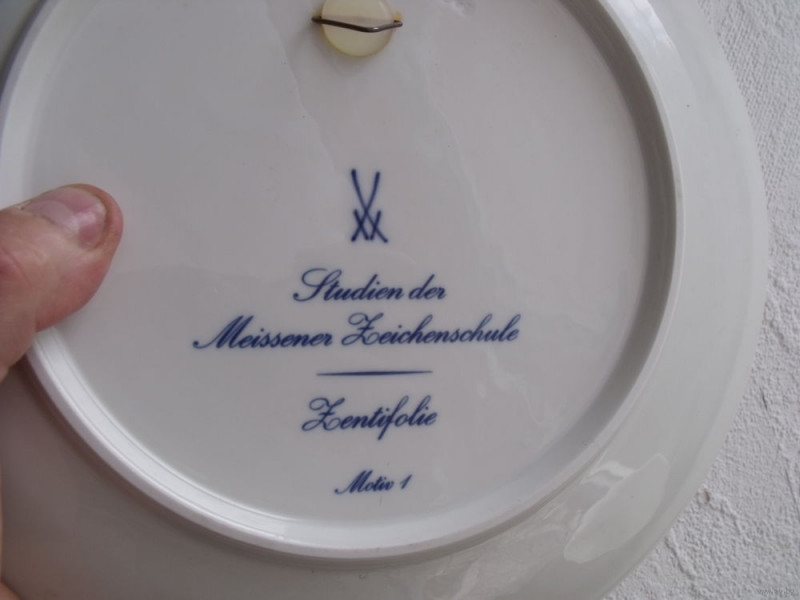 Studien der
Meissener Zeichenschule
Zentifolie
Motiv 1